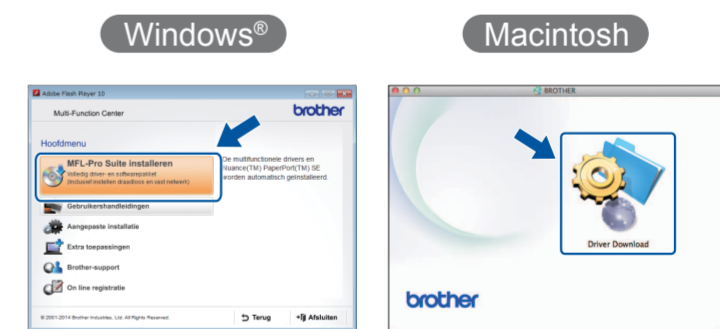 Windows®
Macintosh
Adobe Flash Player 10
Multi-Function Center
brother
Hoofdmenu
MFL-Pro Suite installeren
Volledig driver- en softwarepakket
(Inclusief instellen draadloos en vast netwerk)
De multifunctionele drivers en
Nuance(TM) PaperPort(TM) SE
worden automatisch geïnstalleerd.
Gebruikershandleidingen
Aangepaste installatie
Extra toepassingen
Brother-support
On line registratie
© 2001-2014 Brother Industries, Ltd. All Rights Reserved.
Terug
Afsluiten
BROTHER
Driver Download
brother